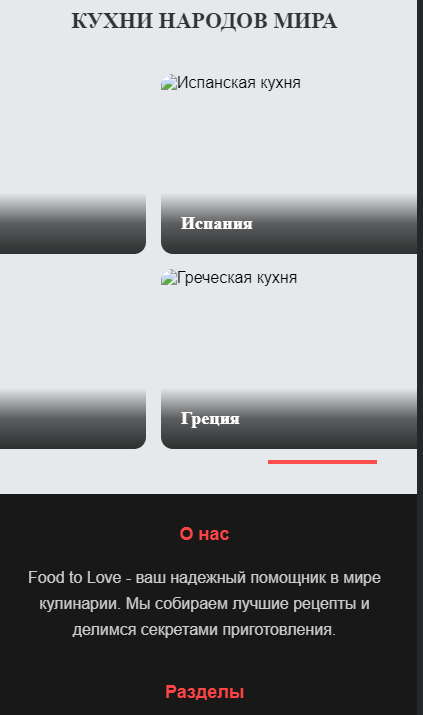 КУХНИ НАРОДОВ МИРА
Испанская кухня
Испания
Греческая кухня
Греция
О нас
Food to Love - ваш надежный помощник в мире
кулинарии. Мы собираем лучшие рецепты и
делимся секретами приготовления.
Разделы